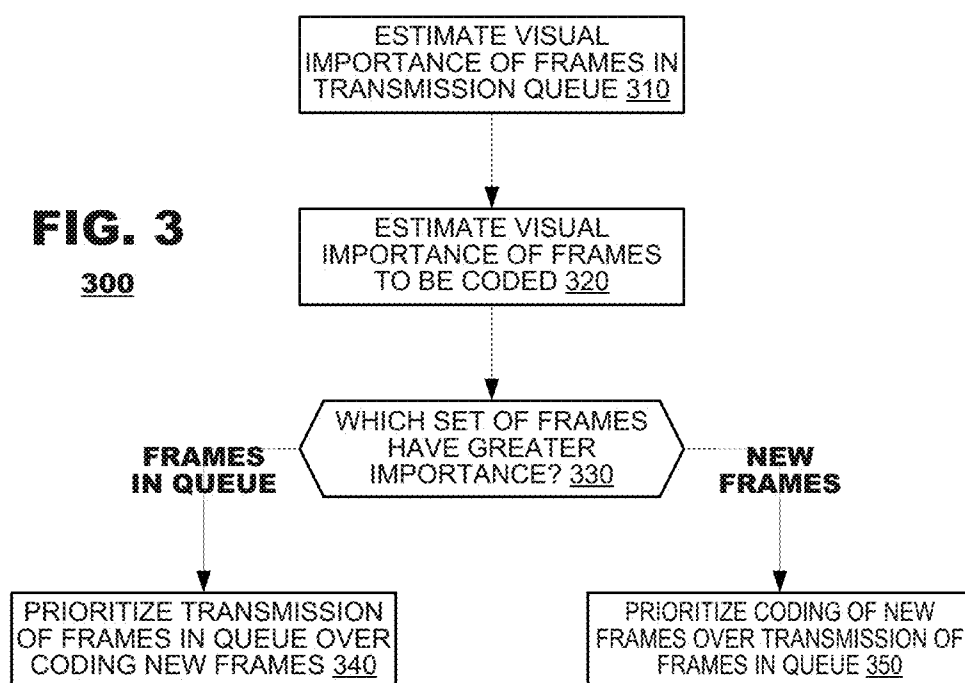 ESTIMATE VISUAL
IMPORTANCE OF FRAMES IN
TRANSMISSION QUEUE 310
FIG. 3
300
ESTIMATE VISUAL
IMPORTANCE OF FRAMES
TO BE CODED 320
WHICH SET OF FRAMES
HAVE GREATER
IMPORTANCE? 330
FRAMES
IN QUEUE
NEW
FRAMES
PRIORITIZE TRANSMISSION
OF FRAMES IN QUEUE OVER
CODING NEW FRAMES 340
PRIORITIZE CODING OF NEW
FRAMES OVER TRANSMISSION OF
FRAMES IN QUEUE 350